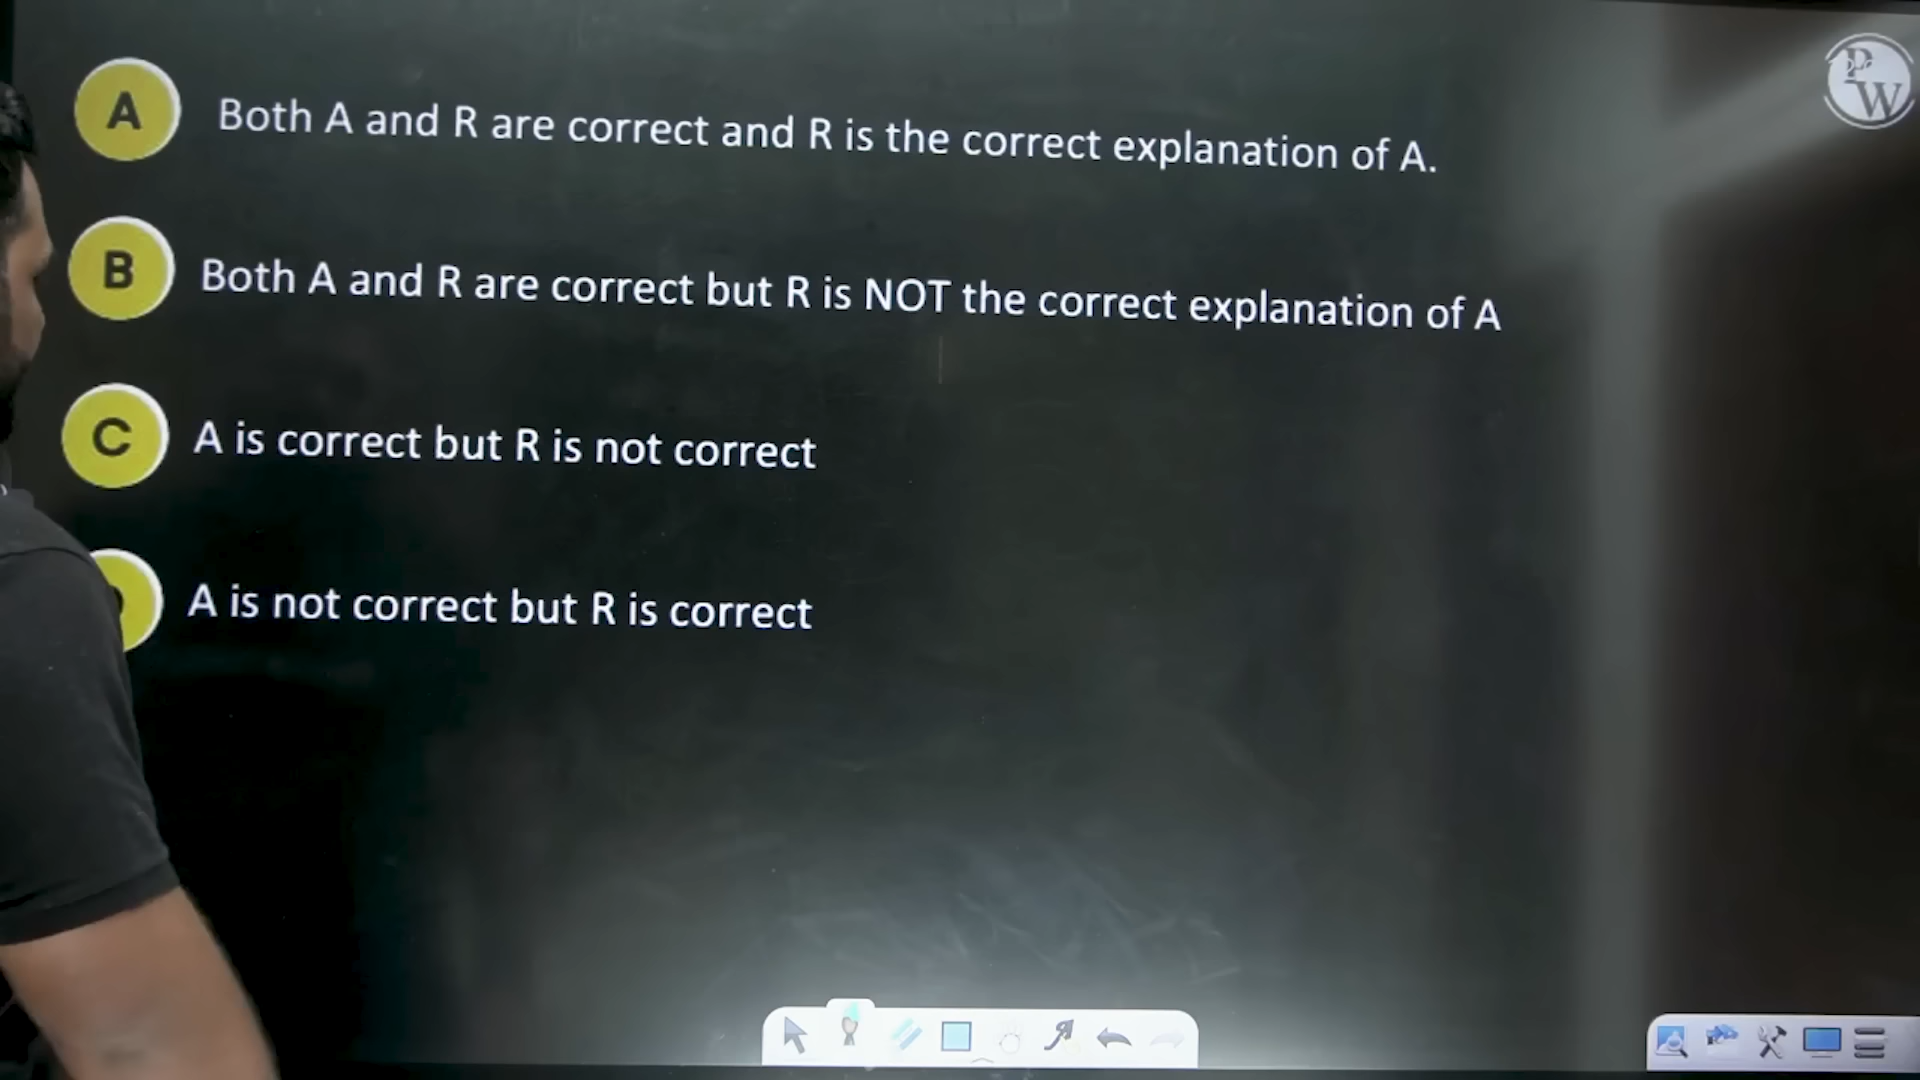 A Both A and R are correct and R is the correct explanation of A.
B Both A and R are correct but R is NOT the correct explanation of A
C A is correct but R is not correct
A is not correct but R is correct
PW